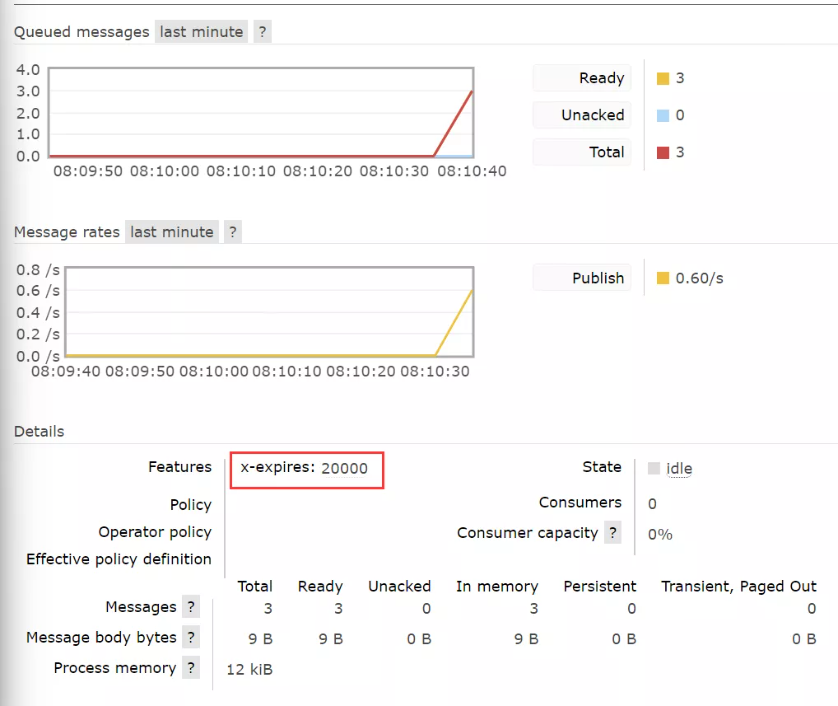 Queued messages last minute ?
4.0
3.0
2.0
1.0
0.0
08:09:50 08:10:00 08:10:10 08:10:20 08:10:30 08:10:40
Ready 3
Unacked 0
Total 3
Message rates last minute ?
0.8 /s
0.6 /s
0.4 /s
0.2 /s
0.0 /s
08:09:40 08:09:50 08:10:00 08:10:10 08:10:20 08:10:30
Publish 0.60/s
Details
Features x-expires: 20000
Policy
Operator policy
Effective policy definition
State idle
Consumers 0
Consumer capacity ? 0%
Total Ready Unacked In memory Persistent Transient, Paged Out
Messages ? 3 3 0 3 0 0
Message body bytes ? 9 B 9 B 0 B 9 B 0 B 0 B
Process memory ? 12 kiB